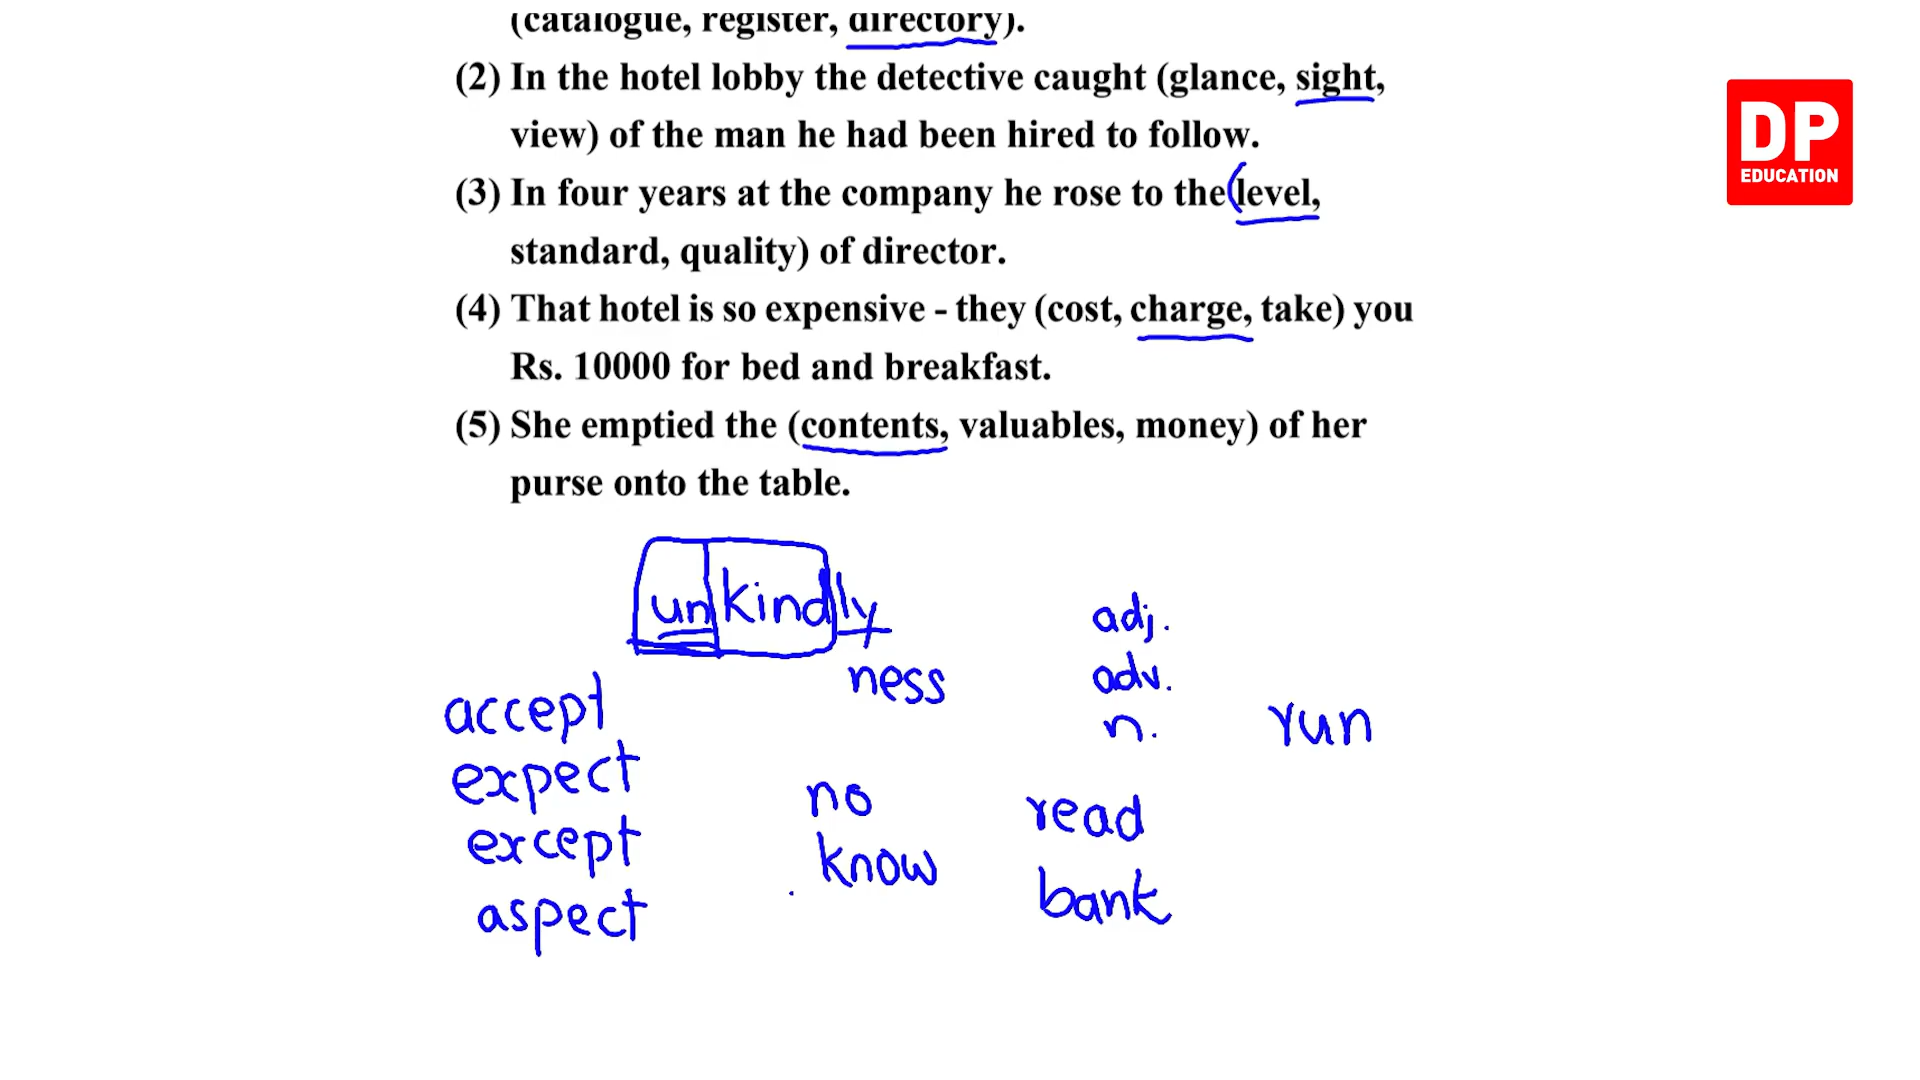 (catalogue, register, directory).
(2) In the hotel lobby the detective caught (glance, sight,
view) of the man he had been hired to follow.
(3) In four years at the company he rose to the (level,
standard, quality) of director.
(4) That hotel is so expensive - they (cost, charge, take) you
Rs. 10000 for bed and breakfast.
(5) She emptied the (contents, valuables, money) of her
purse onto the table.
DP
EDUCATION
unkindly
ness
adj.
adv.
n.
run
accept
expect
except
aspect
no
know
read
bank